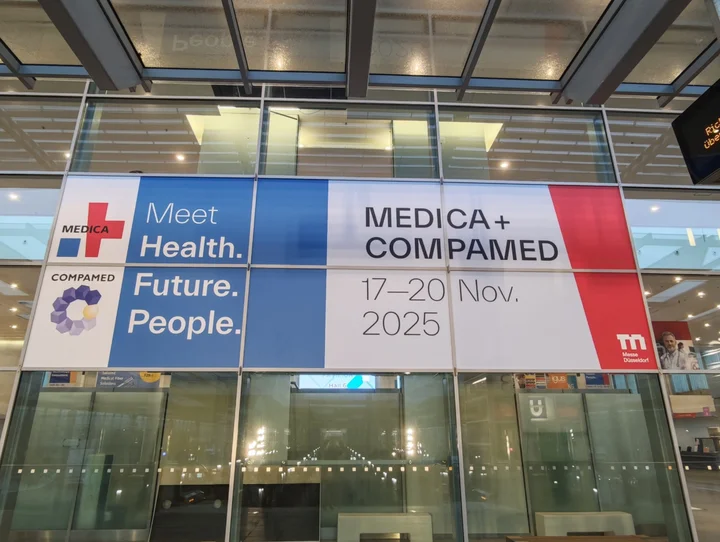 MEDICA
Meet
Health.
COMPAMED
Future.
People.
MEDICA +
COMPAMED
17–20 Nov.
2025
Messe
Düsseldorf
U